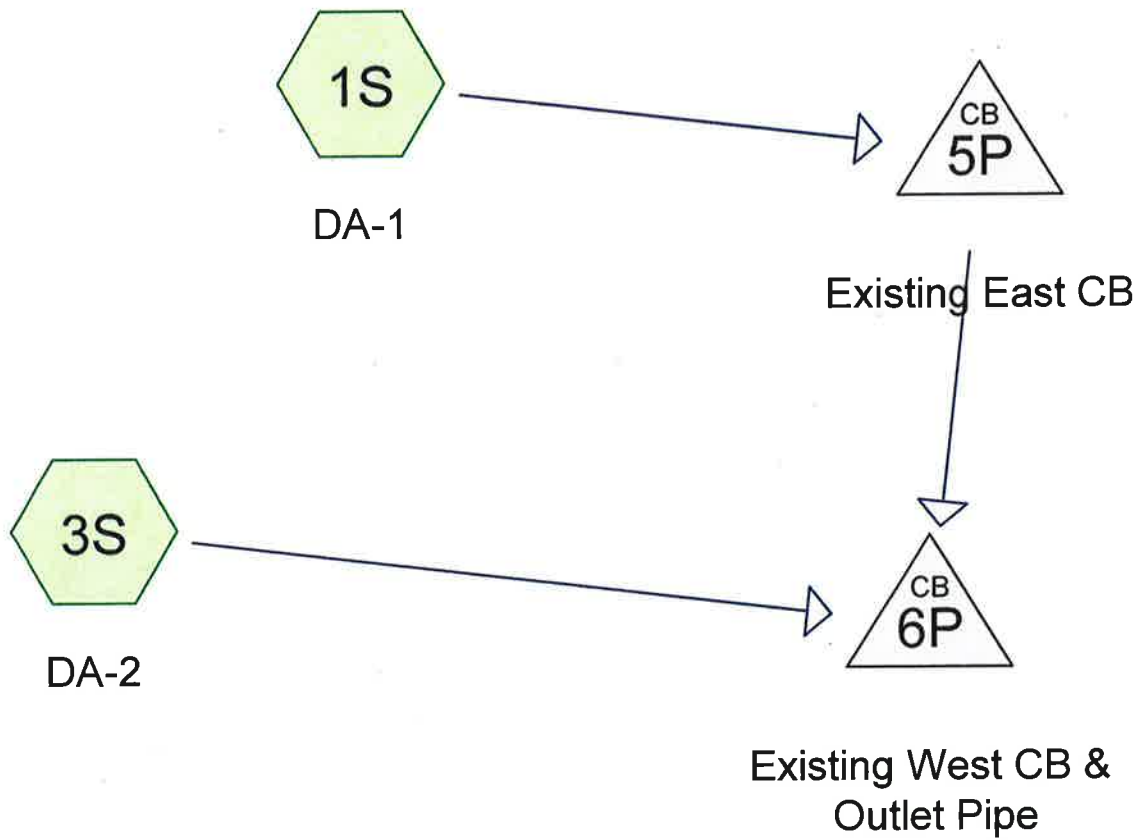 1S
DA-1
CB
5P
Existing East CB
3S
DA-2
CB
6P
Existing West CB &
Outlet Pipe